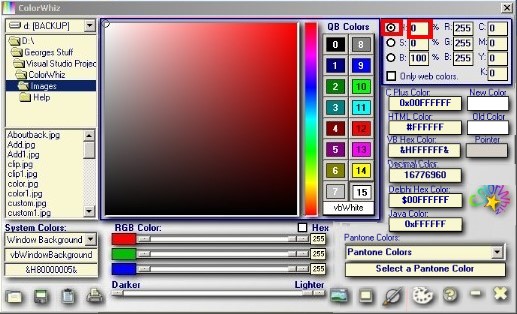 ColorWhiz
d: [BACKUP]
D:\
Georges Stuff
Visual Studio Projec
ColorWhiz
Images
Help
Aboutback.jpg
Add.jpg
Add1.jpg
clip.jpg
clip1.jpg
color.jpg
color1.jpg
custom.jpg
custom1.jpg
QB Colors
0 8
1 9
2 10
3 11
4 12
5 13
6 14
7 15
vbWhite
0 % R: 255 C: 0
S: 0 % G: 255 M: 0
B: 100 % B: 255 Y: 0
Only web colors. K: 0
C Plus Color:
0x00FFFFFF
New Color
HTML Color
#FFFFFF
Old Color
VB Hex Color
&HFFFFFF&
Pointer
Decimal Color:
16776960
Delphi Hex Color:
$00FFFFFF
Java Color:
0xFFFFFF
System Colors:
Window Background
vbWindowBackground
&H80000005&
RGB Color:
Hex
255
255
255
Darker Lighter
Pantone Colors:
Pantone Colors
Select a Pantone Color